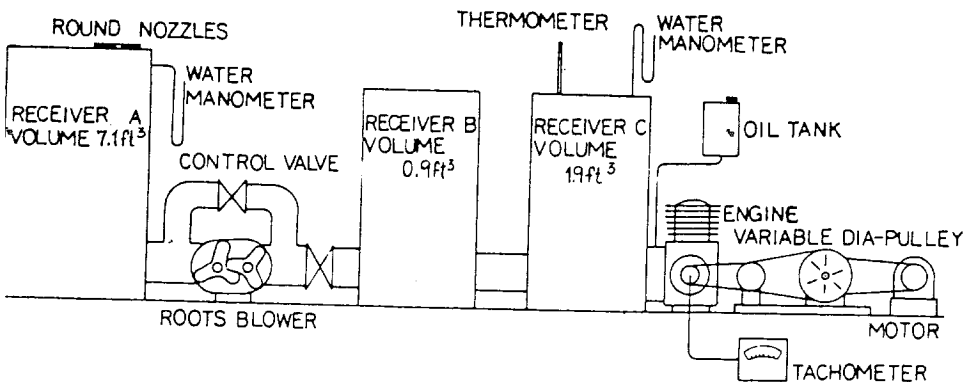 ROUND NOZZLES
WATER
MANOMETER
RECEIVER A
VOLUME 7.1ft³
CONTROL VALVE
ROOTS BLOWER
RECEIVER B
VOLUME
0.9ft³
THERMOMETER
WATER
MANOMETER
RECEIVER C
VOLUME
1.9ft³
OIL TANK
ENGINE
VARIABLE DIA-PULLEY
MOTOR
TACHOMETER